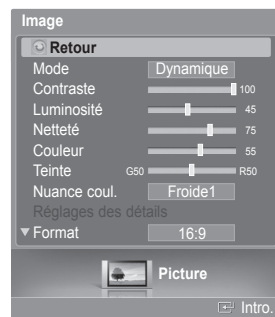 Image
Retour
Mode Dynamique
Contraste 100
Luminosité 45
Netteté 75
Couleur 55
Teinte G50 R50
Nuance coul. Froide1
Réglages des détails
Format 16:9
Picture
Intro.